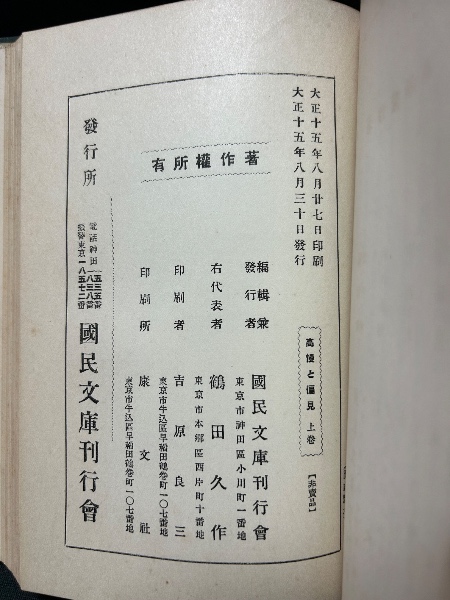 大正十五年八月廿七日印刷
大正十五年八月三十日發行
高慢と偏見 上卷
【非賣品】
著作權所有
編輯兼發行者 國民文庫刊行會
東京市神田區小川町一番地
右代表者 鶴田久作
東京市本鄉區西片町十番地
印刷者 吉原良三
東京市牛込區早稻田鶴卷町一〇七番地
印刷所 康文社
東京市牛込區早稻田鶴卷町一〇七番地
發行所 國民文庫刊行會